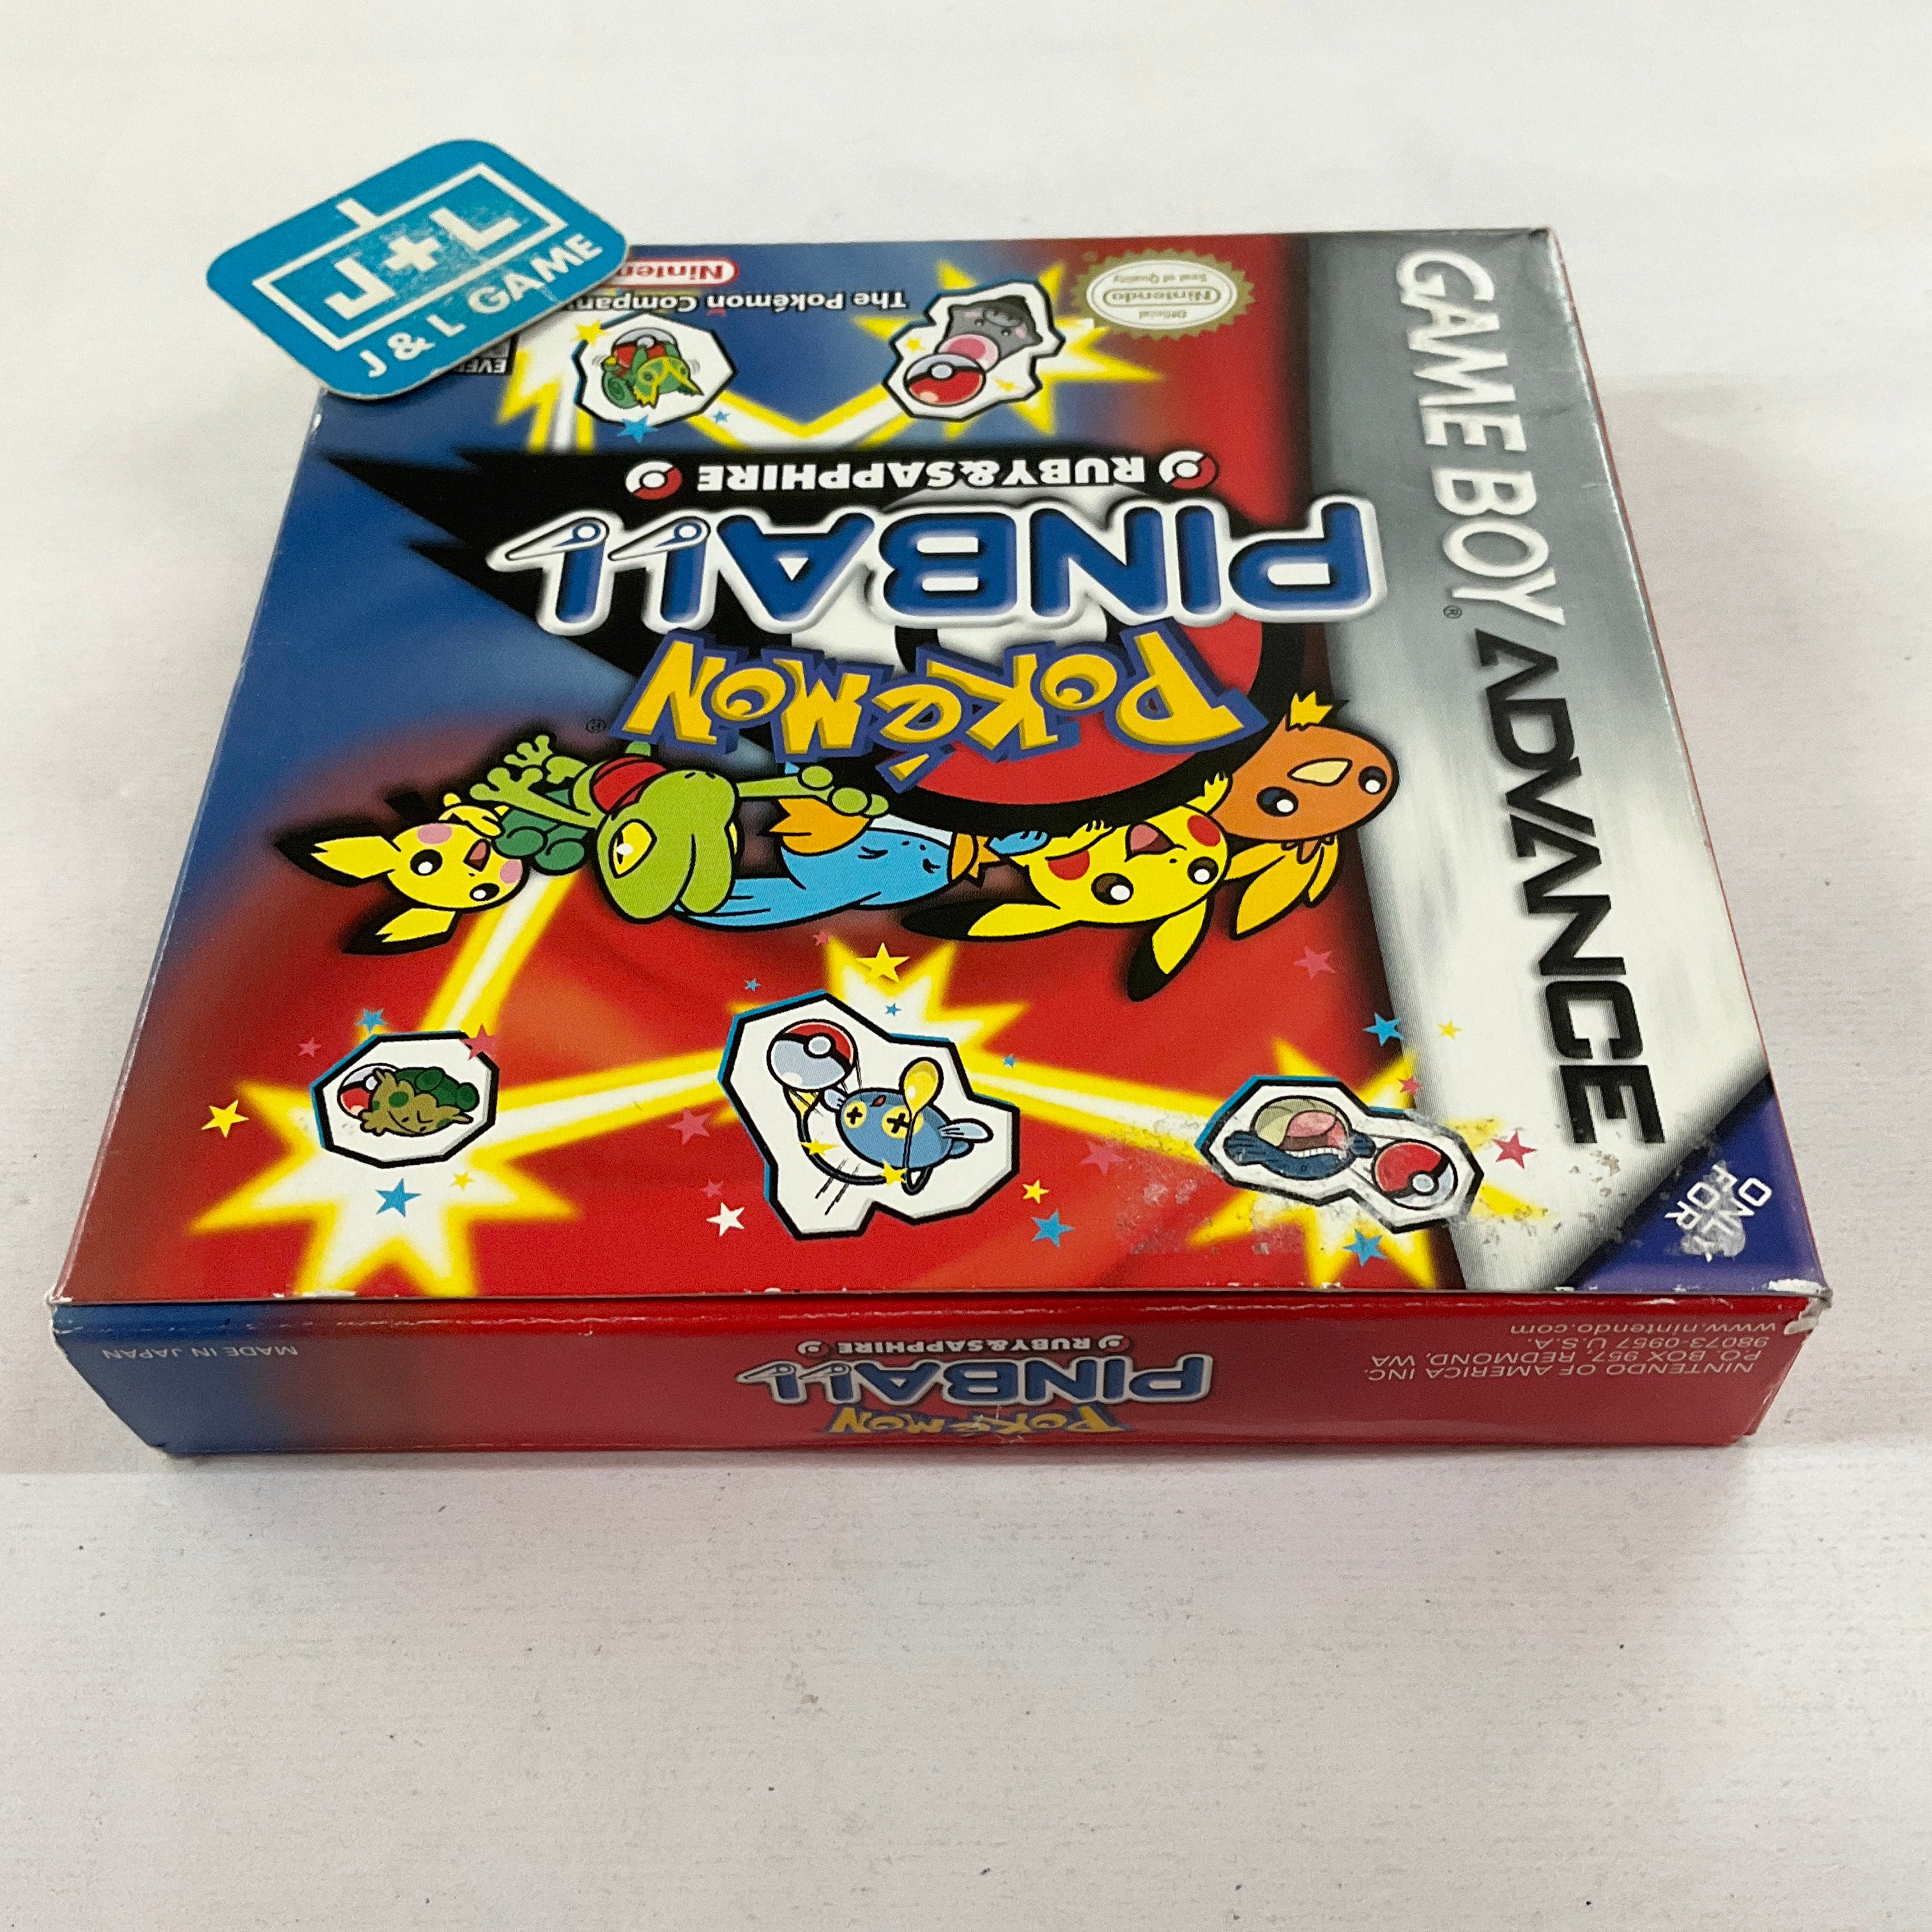 GAME BOY ADVANCE
®
ONLY
FOR
POKéMON
®
PINBALL
RUBY&SAPPHIRE
Official
Nintendo
Seal of Quality
The Pokémon Company
J+L
J & L GAME
POKéMON
PINBALL
RUBY&SAPPHIRE
NINTENDO OF AMERICA INC.
P.O. BOX 957, REDMOND, WA
98073-0957 U.S.A.
www.nintendo.com
MADE IN JAPAN